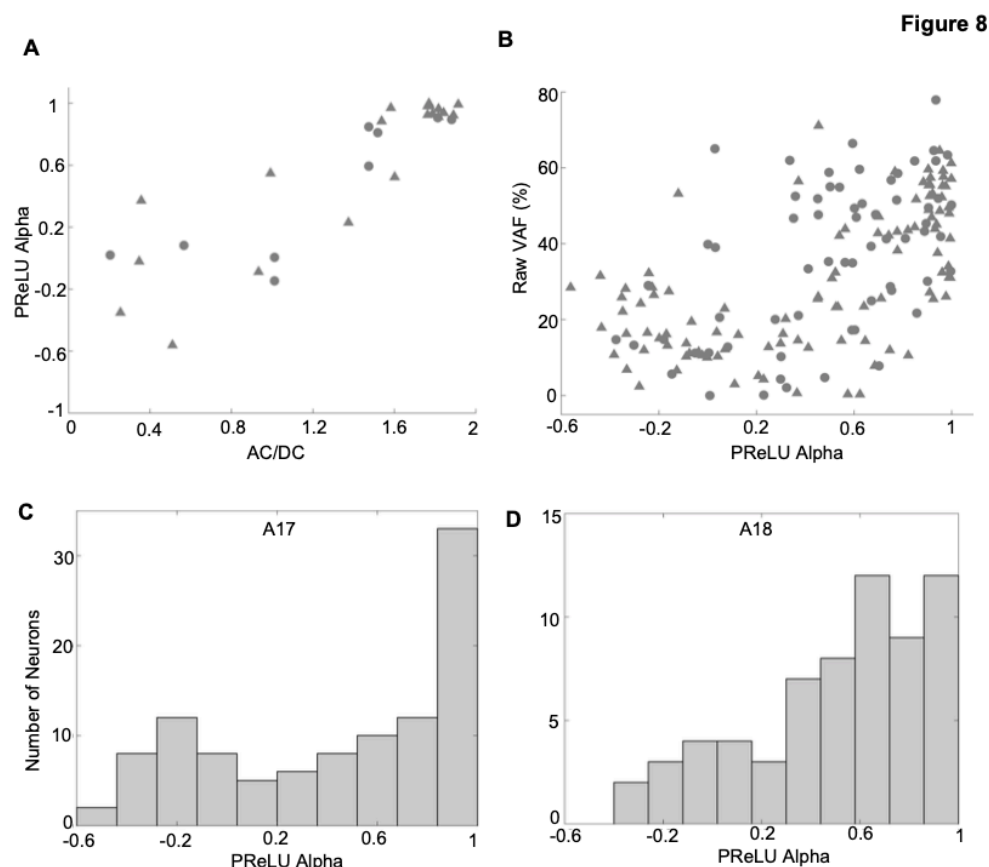 Figure 8
A
PReLU Alpha
1
0.6
0.2
-0.2
-0.6
-1
0
0.4
0
0.8
1.2
1.6
2
AC/DC
B
Raw VAF (%)
80
60
40
20
0
-0.6
-0.2
0.2
0.6
1
PReLU Alpha
C
A17
Number of Neurons
30
20
10
0
-0.6
-0.2
0.2
0.6
1
PReLU Alpha
D
A18
15
10
5
0
-0.6
-0.2
0.2
0.6
1
PReLU Alpha